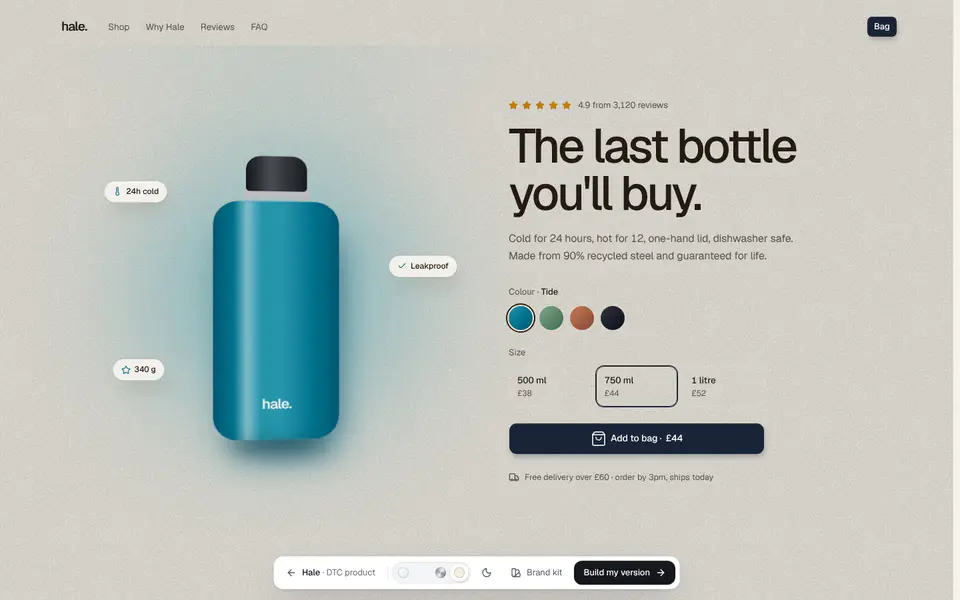 hale. Shop Why Hale Reviews FAQ Bag
4.9 from 3,120 reviews
The last bottle
you'll buy.
Cold for 24 hours, hot for 12, one-hand lid, dishwasher safe.
Made from 90% recycled steel and guaranteed for life.
Colour · Tide
Size
500 ml
£38
750 ml
£44
1 litre
£52
Add to bag · £44
Free delivery over £60 · order by 3pm, ships today
24h cold
Leakproof
340 g
hale.
Hale · DTC product Brand kit Build my version